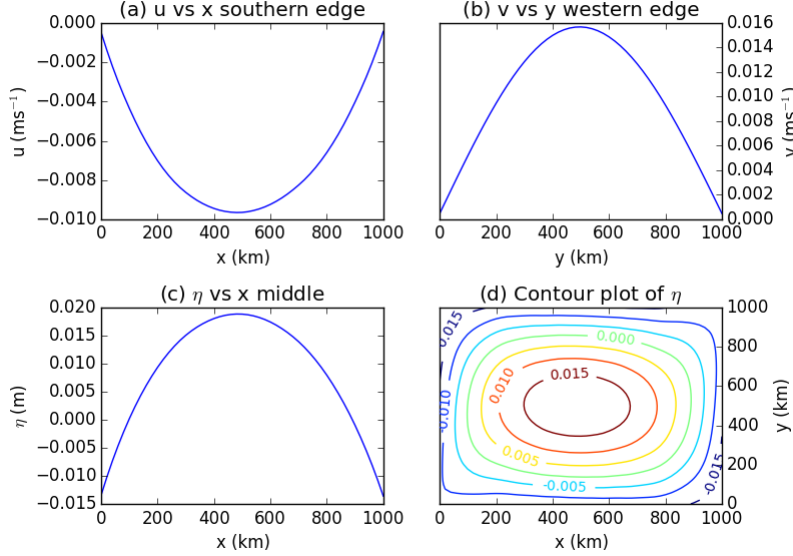 (a) u vs x southern edge
0.000
−0.002
−0.004
−0.006
−0.008
−0.010
u (ms⁻¹)
0 200 400 600 800 1000
x (km)
(b) v vs y western edge
0.016
0.014
0.012
0.010
0.008
0.006
0.004
0.002
0.000
v (ms⁻¹)
0 200 400 600 800 1000
y (km)
(c) η vs x middle
0.020
0.015
0.010
0.005
0.000
−0.005
−0.010
−0.015
η (m)
0 200 400 600 800 1000
x (km)
(d) Contour plot of η
1000
800
600
400
200
0
y (km)
-0.015
0.000
0.010
0.015
-0.010
0.005
-0.005
-0.015
0 200 400 600 800 1000
x (km)